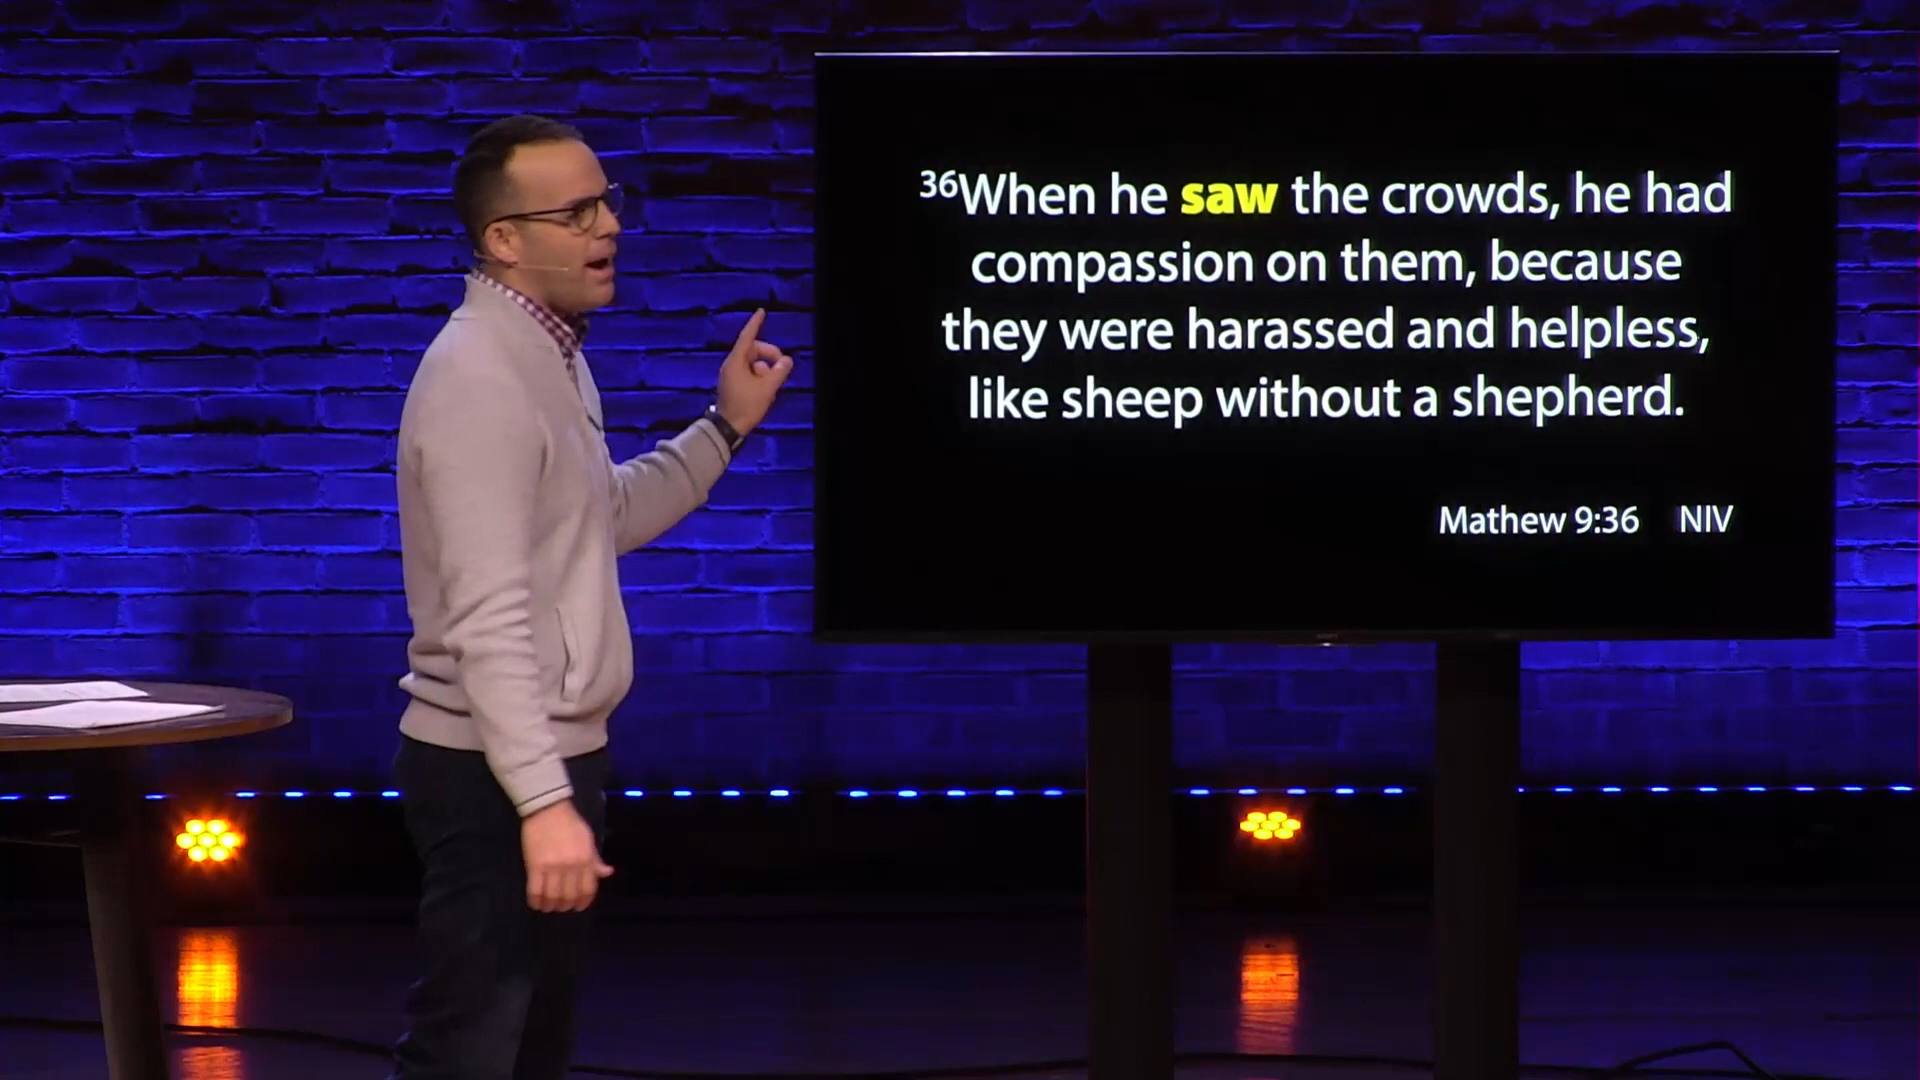 ³⁶When he saw the crowds, he had
compassion on them, because
they were harassed and helpless,
like sheep without a shepherd.
Mathew 9:36 NIV